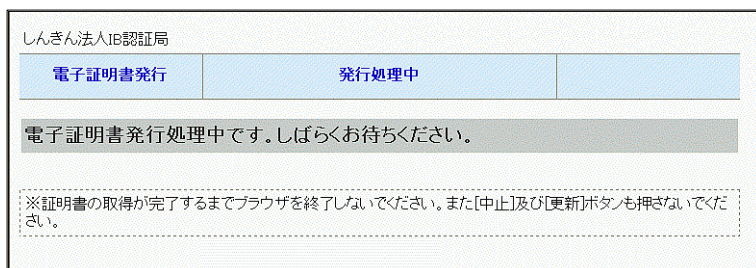 しんきん法人IB認証局
電子証明書発行
発行処理中
電子証明書発行処理中です。しばらくお待ちください。
※証明書の取得が完了するまでブラウザを終了しないでください。また[中止]及び[更新]ボタンも押さないでくだ
さい。